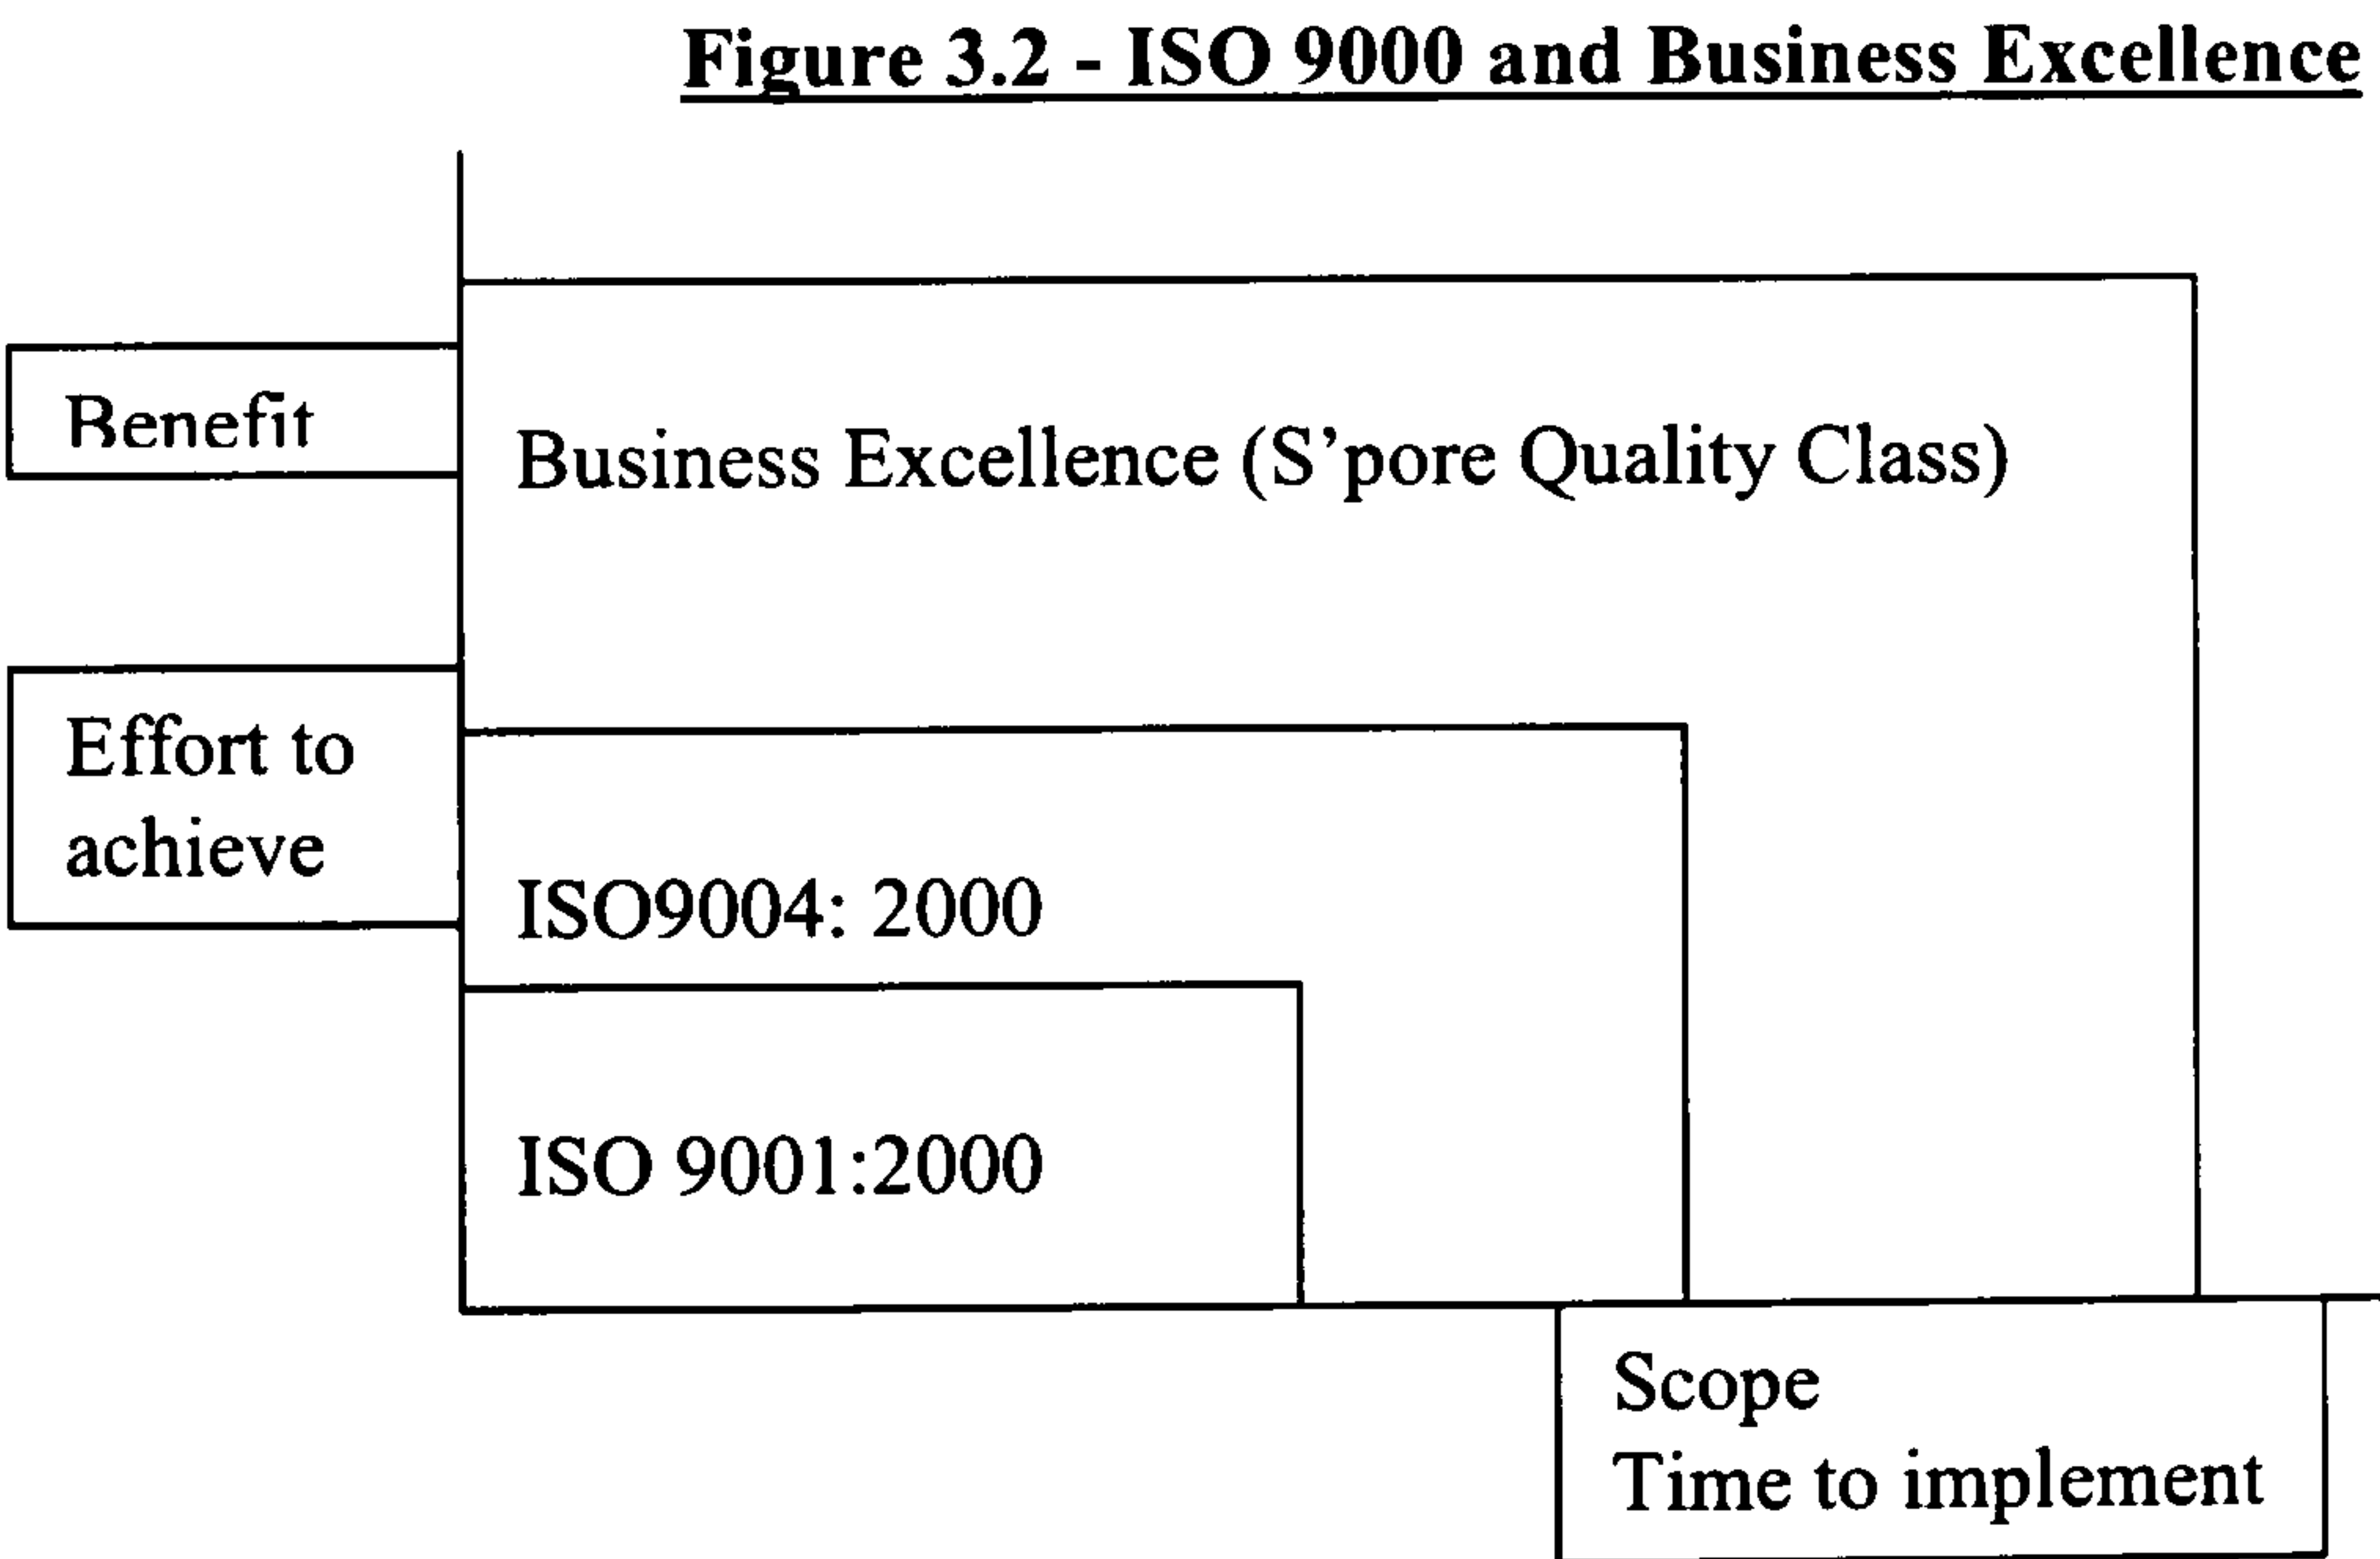 Figure 3.2 - ISO 9000 and Business Excellence
Benefit
Business Excellence (S'pore Quality Class)
Effort to
achieve
ISO9004: 2000
ISO 9001:2000
Scope
Time to implement